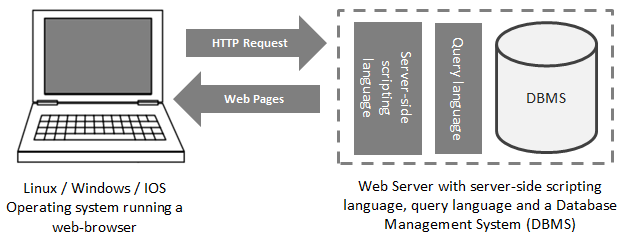 HTTP Request
Web Pages
Server-side
scripting
language
Query language
DBMS
Linux / Windows / IOS
Operating system running a
web-browser
Web Server with server-side scripting
language, query language and a Database
Management System (DBMS)